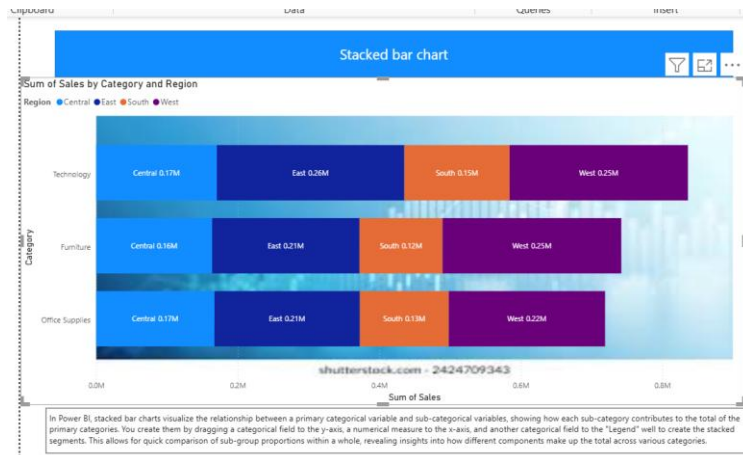 Clipboard Data Queries Insert
Stacked bar chart
Sum of Sales by Category and Region
Region Central East South West
Technology Central 0.17M East 0.26M South 0.15M West 0.25M
Category
Furniture Central 0.16M East 0.21M South 0.12M West 0.25M
Office Supplies Central 0.17M East 0.21M South 0.13M West 0.22M
shutterstock.com - 2424709343
0.0M 0.2M 0.4M 0.6M 0.8M
Sum of Sales
In Power BI, stacked bar charts visualize the relationship between a primary categorical variable and sub-categorical variables, showing how each sub-category contributes to the total of the
primary categories. You create them by dragging a categorical field to the y-axis, a numerical measure to the x-axis, and another categorical field to the "Legend" well to create the stacked
segments. This allows for quick comparison of sub-group proportions within a whole, revealing insights into how different components make up the total across various categories.